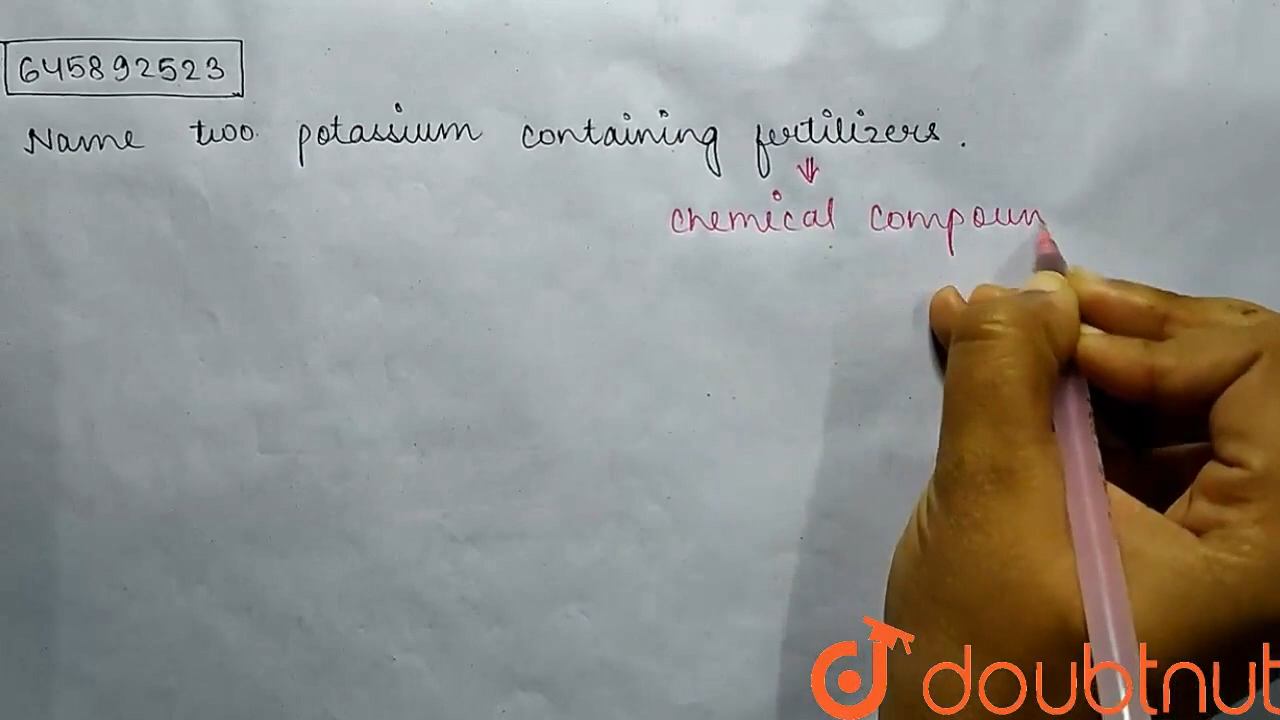 645892523
Name two potassium containing fertilizers.
⇓
chemical compoun
doubtnut